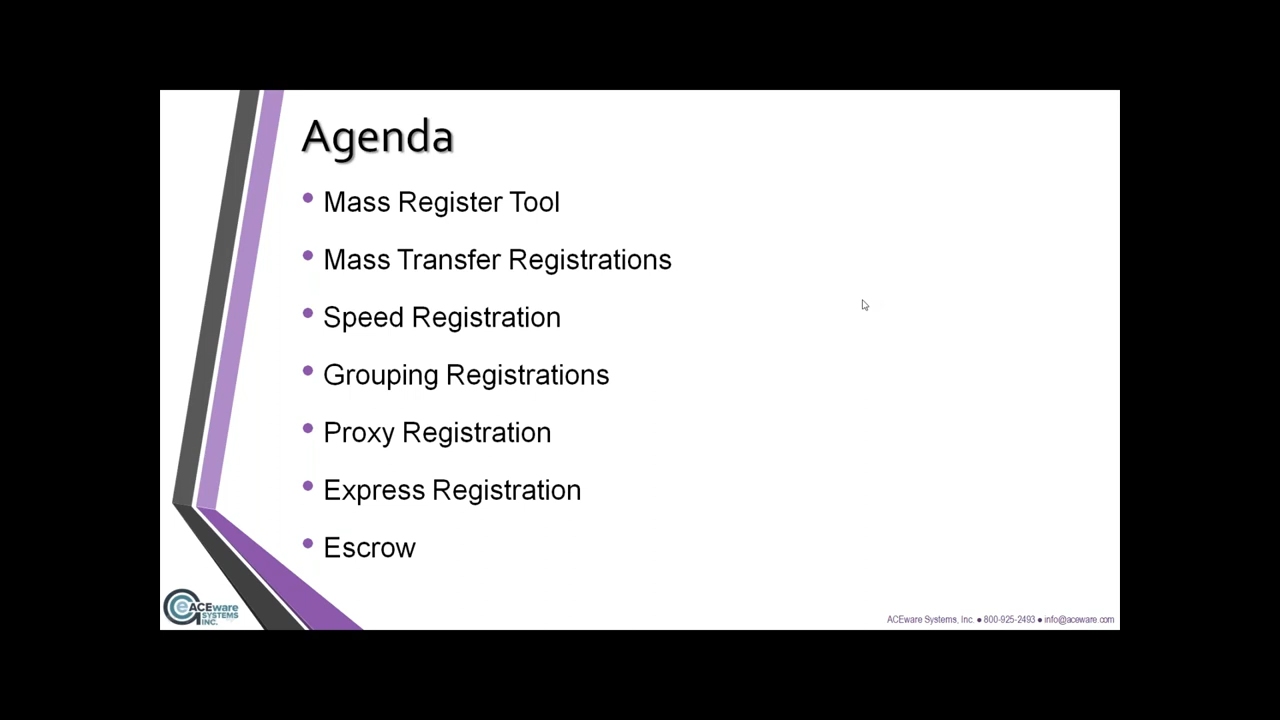 Agenda
• Mass Register Tool
• Mass Transfer Registrations
• Speed Registration
• Grouping Registrations
• Proxy Registration
• Express Registration
• Escrow
e ACEware
SYSTEMS
INC.
ACEware Systems, Inc. ● 800-925-2493 ● info@aceware.com